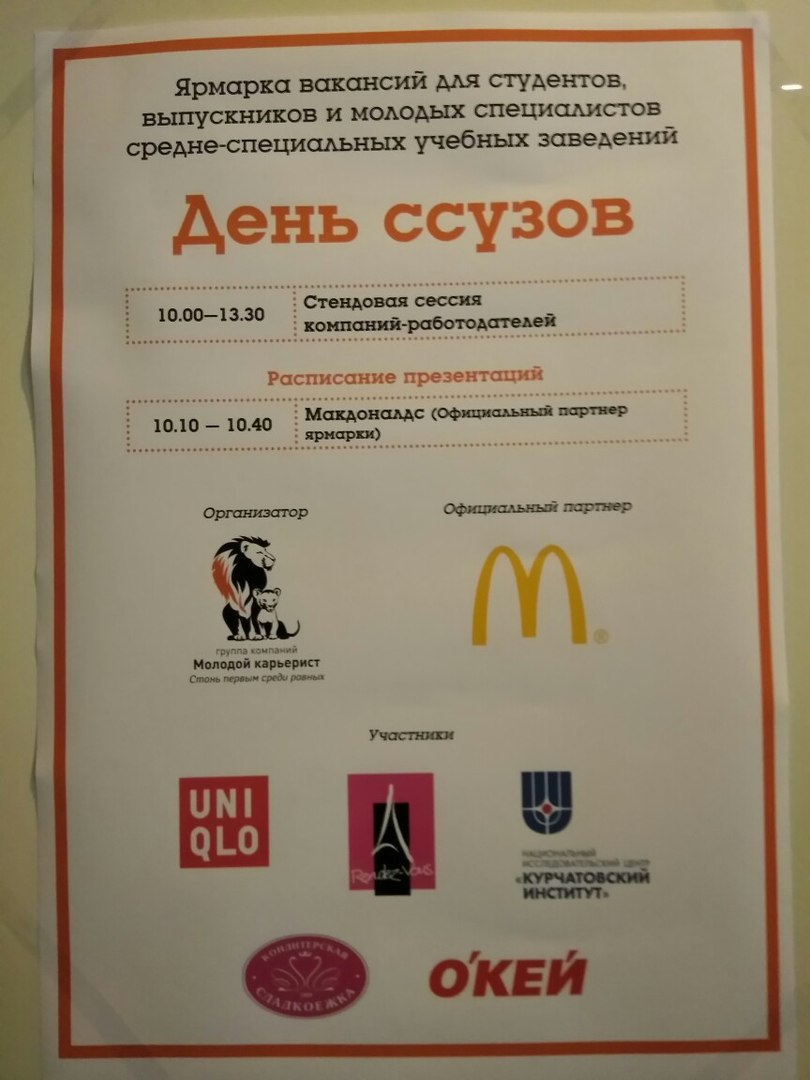 Ярмарка вакансий для студентов,
выпускников и молодых специалистов
средне-специальных учебных заведений
День ссузов
10.00—13.30
Стендовая сессия
компаний-работодателей
Расписание презентаций
10.10 — 10.40
Макдоналдс (Официальный партнер
ярмарки)
Организатор
Официальный партнер
группа компаний
Молодой карьерист
Стань первым среди равных
M®
Участники
UNI
QLO
Rendez-Vous
НАЦИОНАЛЬНЫЙ
ИССЛЕДОВАТЕЛЬСКИЙ ЦЕНТР
«КУРЧАТОВСКИЙ
ИНСТИТУТ»
КОНДИТЕРСКАЯ
СЛАДКОЕЖКА
О'КЕЙ